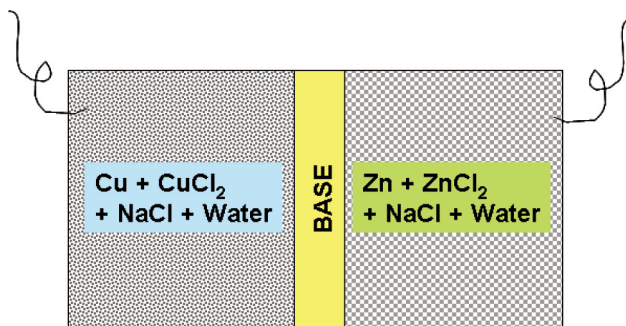 Cu + CuCl₂
+ NaCl + Water
BASE
Zn + ZnCl₂
+ NaCl + Water